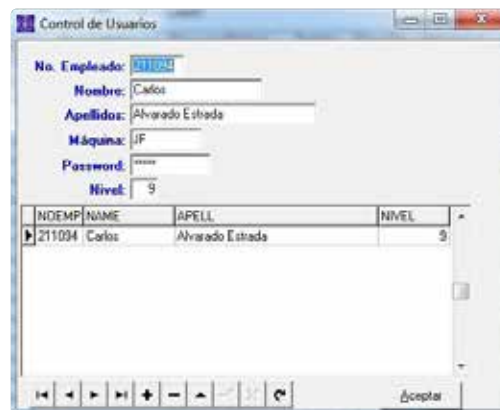 Control de Usuarios
No. Empleado: 211094
Nombre: Carlos
Apellidos: Alvarado Estrada
Máquina: JF
Password: *****
Nivel: 9
NOEMP NAME APELL NIVEL
211094 Carlos Alvarado Estrada 9
Aceptar